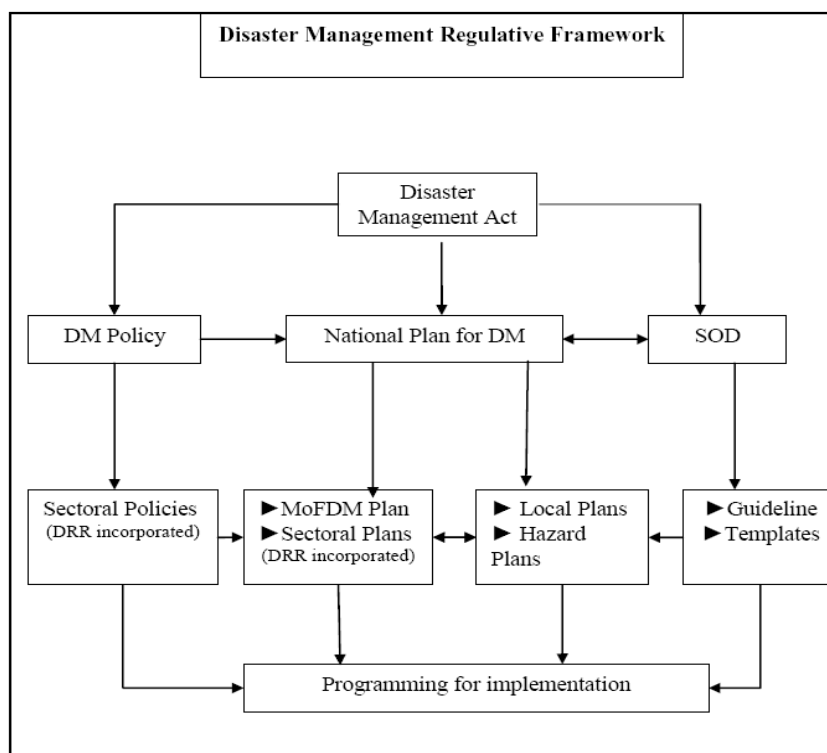 Disaster Management Regulative Framework
Disaster
Management Act
DM Policy
National Plan for DM
SOD
Sectoral Policies
(DRR incorporated)
►MoFDM Plan
►Sectoral Plans
(DRR incorporated)
► Local Plans
► Hazard
Plans
►Guideline
►Templates
Programming for implementation